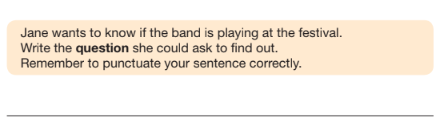 Jane wants to know if the band is playing at the festival.
Write the question she could ask to find out.
Remember to punctuate your sentence correctly.